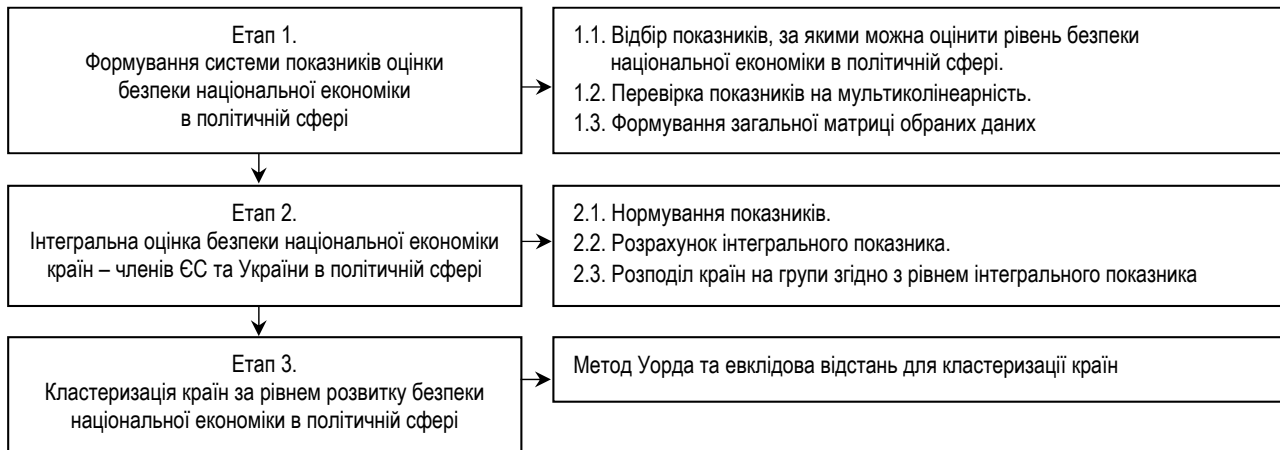 Етап 1.
Формування системи показників оцінки
безпеки національної економіки
в політичній сфері
1.1. Відбір показників, за якими можна оцінити рівень безпеки
національної економіки в політичній сфері.
1.2. Перевірка показників на мультиколінеарність.
1.3. Формування загальної матриці обраних даних
Етап 2.
Інтегральна оцінка безпеки національної економіки
країн – членів ЄС та України в політичній сфері
2.1. Нормування показників.
2.2. Розрахунок інтегрального показника.
2.3. Розподіл країн на групи згідно з рівнем інтегрального показника
Етап 3.
Кластеризація країн за рівнем розвитку безпеки
національної економіки в політичній сфері
Метод Уорда та евклідова відстань для кластеризації країн